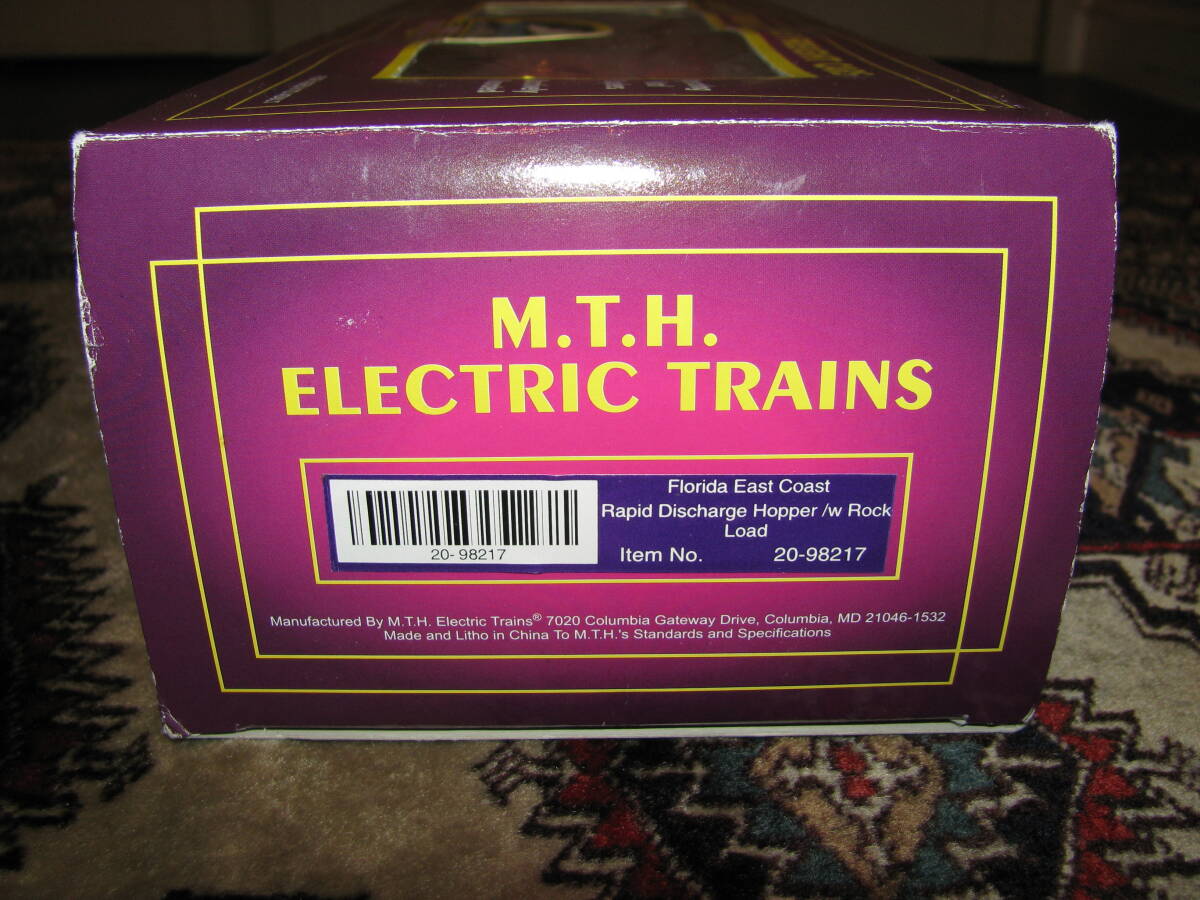 M.T.H.
ELECTRIC TRAINS
Florida East Coast
Rapid Discharge Hopper /w Rock
Load
20- 98217
Item No. 20-98217
Manufactured By M.T.H. Electric Trains® 7020 Columbia Gateway Drive, Columbia, MD 21046-1532
Made and Litho in China To M.T.H.'s Standards and Specifications